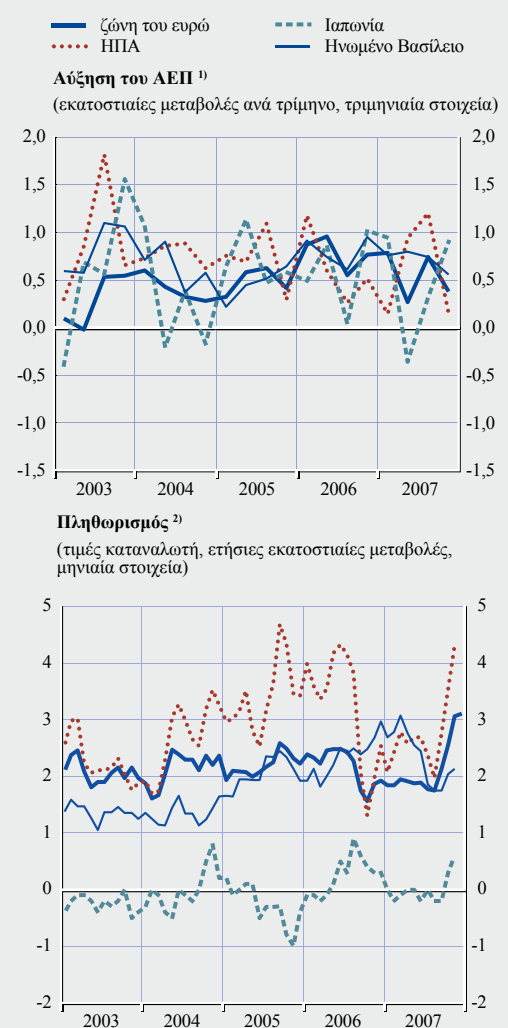 ζώνη του ευρώ
ΗΠΑ
Ιαπωνία
Ηνωμένο Βασίλειο
Αύξηση του ΑΕΠ 1)
(εκατοστιαίες μεταβολές ανά τρίμηνο, τριμηνιαία στοιχεία)
2,0 2,0
1,5 1,5
1,0 1,0
0,5 0,5
0,0 0,0
-0,5 -0,5
-1,0 -1,0
-1,5 -1,5
2003 2004 2005 2006 2007
Πληθωρισμός 2)
(τιμές καταναλωτή, ετήσιες εκατοστιαίες μεταβολές,
μηνιαία στοιχεία)
5 5
4 4
3 3
2 2
1 1
0 0
-1 -1
-2 -2
2003 2004 2005 2006 2007